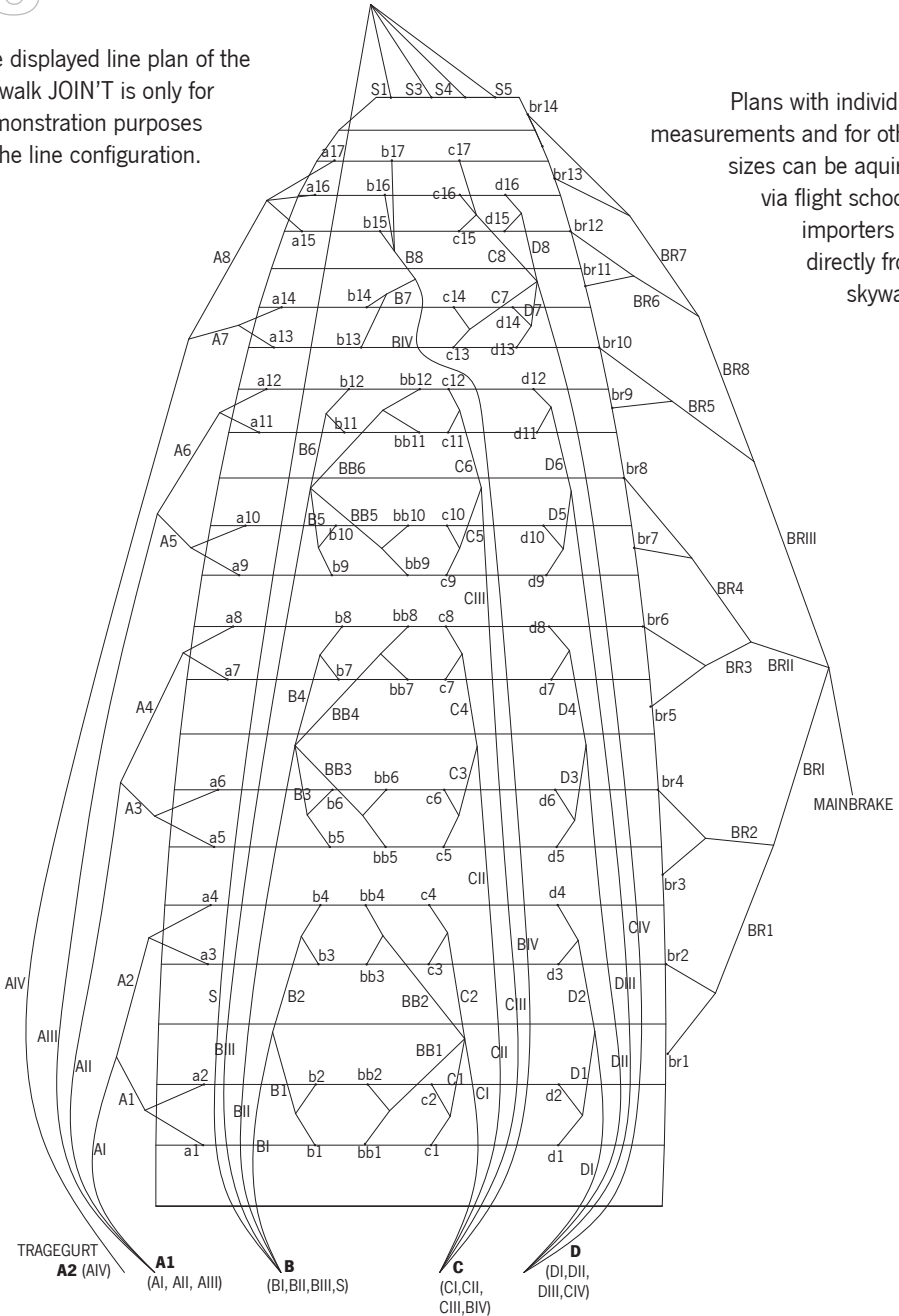 e displayed line plan of the
walk JOIN'T is only for
monstration purposes
he line configuration.
Plans with individ
measurements and for oth
sizes can be aquir
via flight schoo
importers
directly fro
skywa
S1 S3 S4 S5
br14
a17 b17 c17
br13
a16 b16 c16 d16
a15 b15 c15 d15 br12
A8 B8 C8 D8 BR7
br11
a14 b14 B7 c14 C7 D7 BR6
d14
A7 a13 b13 BIV c13 d13 br10
BR8
a12 b12 bb12 c12 d12
br9 BR5
a11 b11 bb11 c11 d11
A6 B6 BB6 C6 D6 br8
a10 B5 BB5 bb10 c10 D5
A5 b10 C5 d10 br7 BRIII
a9 b9 bb9 c9 d9
CIII BR4
a8 b8 bb8 c8 d8 br6
a7 b7 bb7 c7 d7 BR3 BRII
A4 B4 BB4 C4 D4 br5
BB3 C3 D3 BRI
a6 B3 b6 bb6 c6 d6 br4
MAINBRAKE
A3 a5 b5 bb5 c5 d5 BR2
CII br3
a4 b4 bb4 c4 d4
CIV BR1
BIV
a3 b3 bb3 c3 d3 br2
AIV A2 S B2 BB2 C2 CIII D2 DIII
AIII BIII BB1 CII DII br1
AII a2 B1 b2 bb2 C1 CI D1
A1 BII c2 d2
AI a1 BI b1 bb1 c1 d1
DI
TRAGEGURT
A2 (AIV)
A1
(AI, AII, AIII)
B
(BI,BII,BIII,S)
C
(CI,CII,
CIII,BIV)
D
(DI,DII,
DIII,CIV)